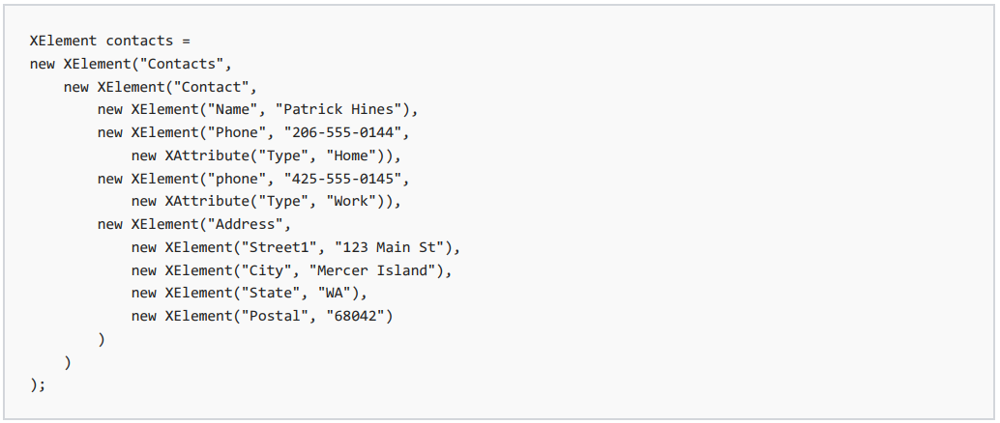 XElement contacts =
new XElement("Contacts",
    new XElement("Contact",
        new XElement("Name", "Patrick Hines"),
        new XElement("Phone", "206-555-0144",
            new XAttribute("Type", "Home")),
        new XElement("phone", "425-555-0145",
            new XAttribute("Type", "Work")),
        new XElement("Address",
            new XElement("Street1", "123 Main St"),
            new XElement("City", "Mercer Island"),
            new XElement("State", "WA"),
            new XElement("Postal", "68042")
        )
    )
);